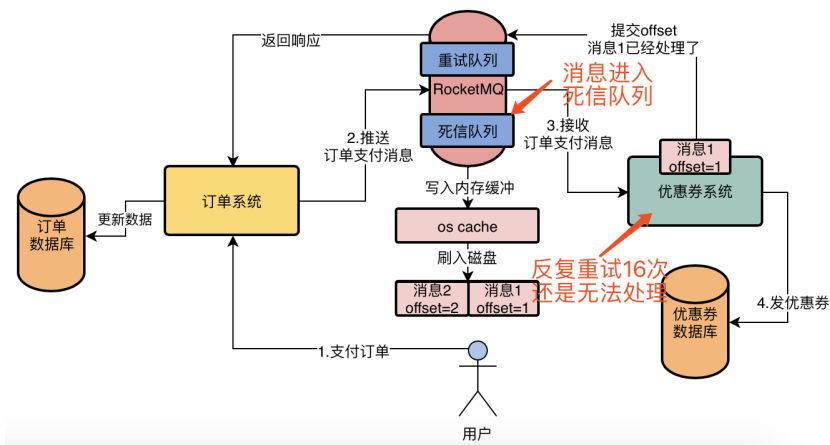 返回响应
重试队列
RocketMQ
死信队列
消息进入
死信队列
提交offset
消息1已经处理了
2.推送
订单支付消息
3.接收
订单支付消息
消息1
offset=1
优惠券系统
订单系统
更新数据
订单
数据库
写入内存缓冲
os cache
刷入磁盘
消息2
offset=2
消息1
offset=1
反复重试16次
还是无法处理
优惠券
数据库
4.发优惠券
1.支付订单
用户